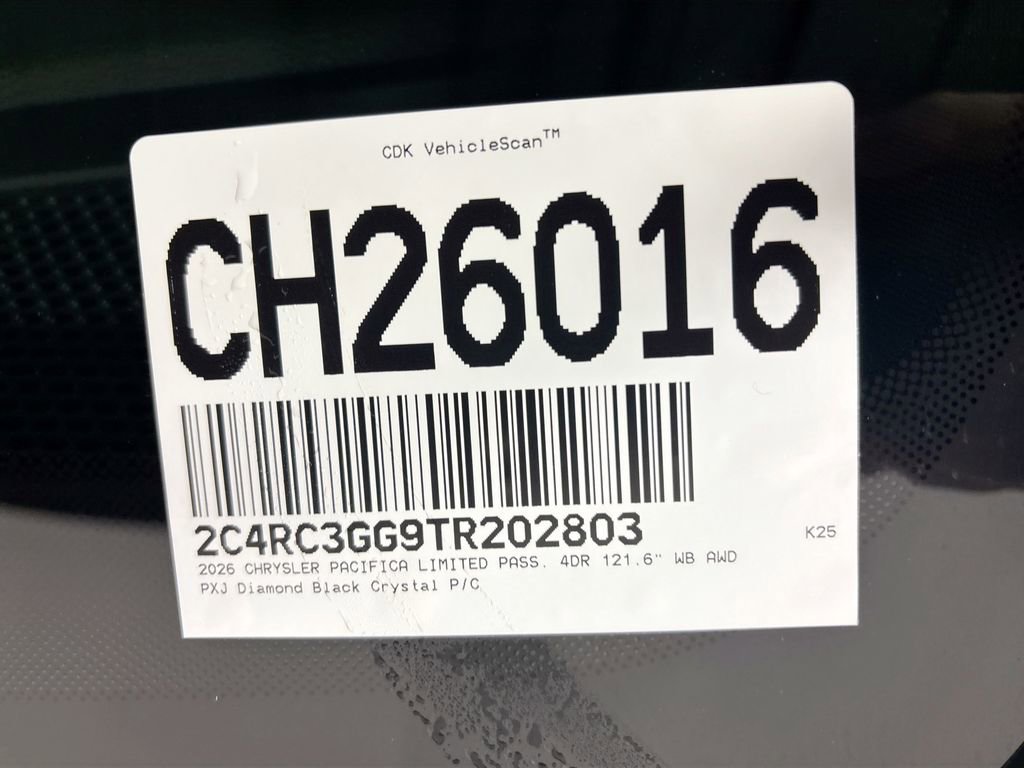 CDK VehicleScan™
CH26016
2C4RC3GG9TR202803
K25
2026 CHRYSLER PACIFICA LIMITED PASS. 4DR 121.6" WB AWD
PXJ Diamond Black Crystal P/C